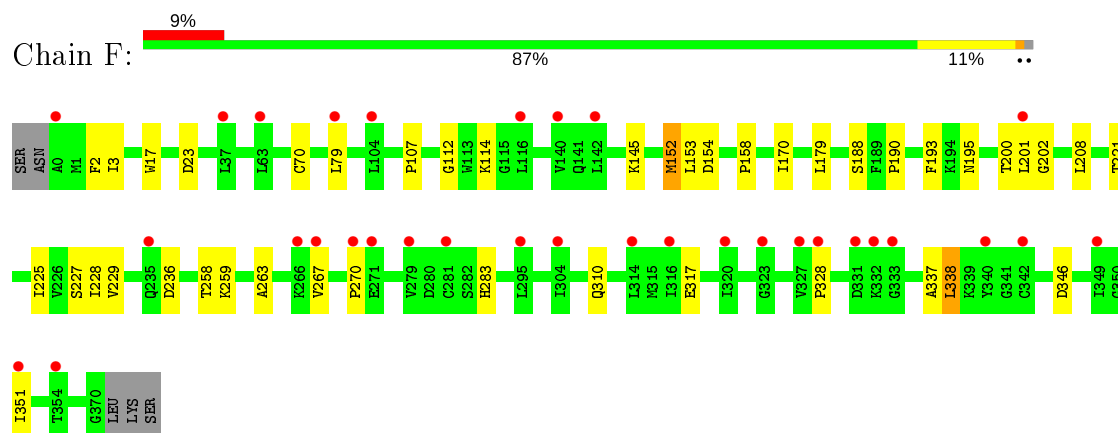 9%
Chain F:
87% 11% ••
SER ASN A0 M1 F2 I3 W17 D23 L37 L63 C70 L79 L104 P107 G112 W113 K114 G115 L116 V140 Q141 L142 K145 M152 L153 D154 P158 I170 L179 S188 F189 P190 F193 K194 N195 T200 L201 G202 L208 T221
I225 V226 S227 I228 V229 Q235 D236 T258 K259 A263 K266 V267 P270 E271 V279 D280 C281 S282 H283 L295 I304 Q310 L314 M315 I316 E317 I320 G323 V327 P328 D331 K332 G333 A337 L338 K339 Y340 G341 C342 D346 I349 G350
I351 T354 G370 LEU LYS SER